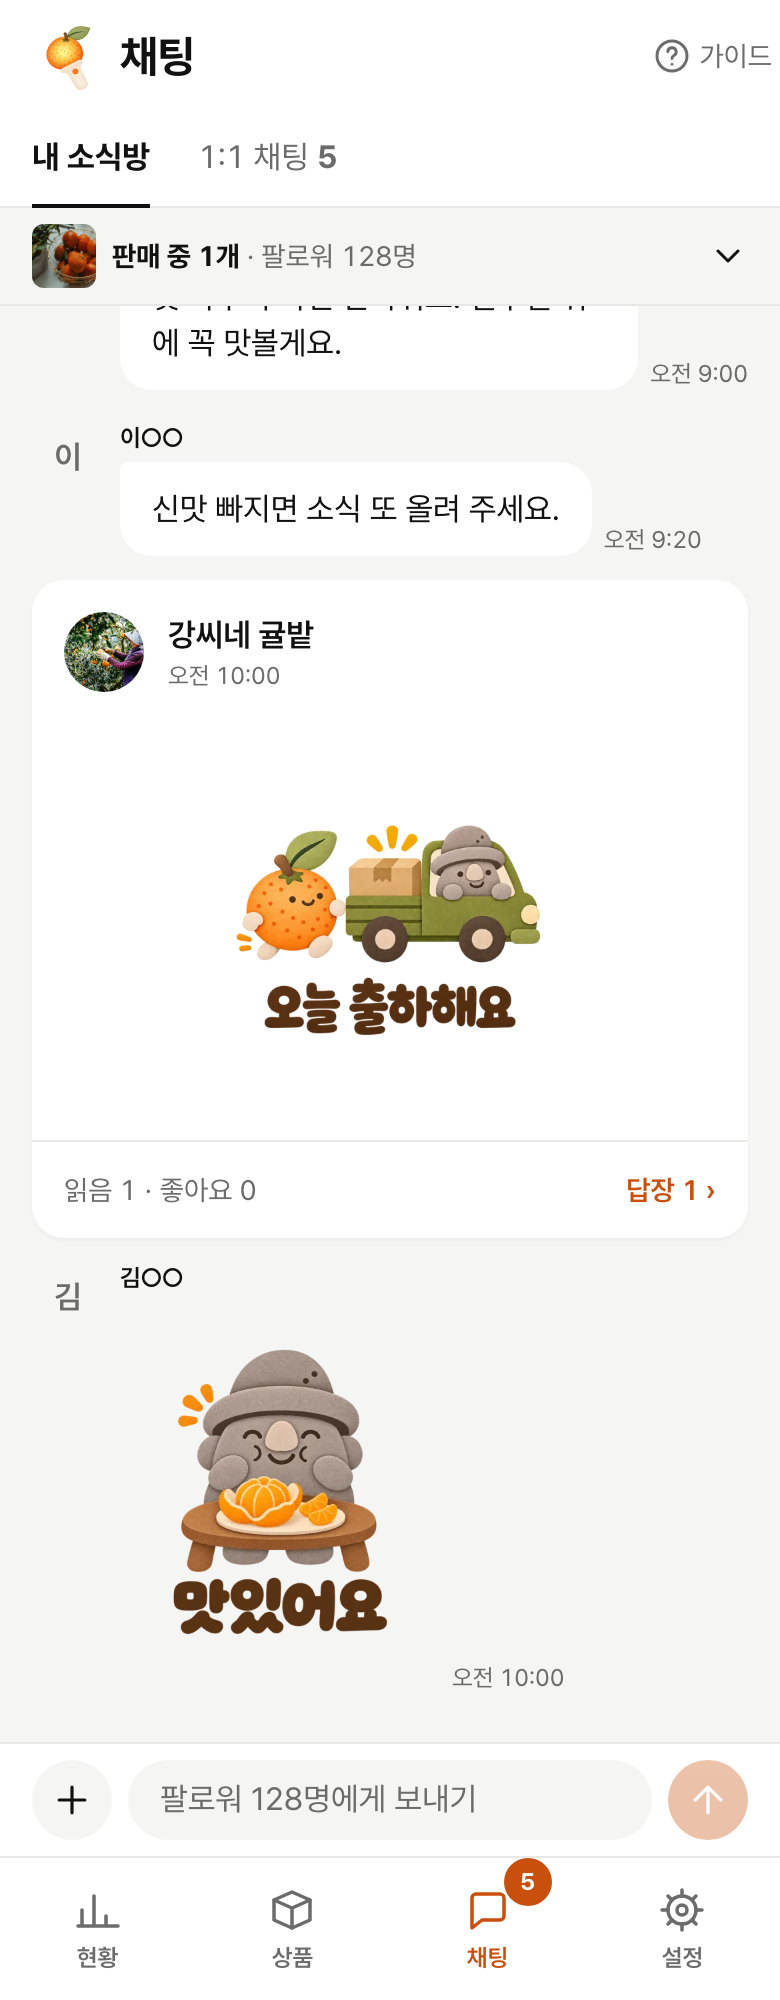 채팅
가이드
내 소식방
1:1 채팅 5
판매 중 1개 · 팔로워 128명
에 꼭 맛볼게요.
오전 9:00
이
이○○
신맛 빠지면 소식 또 올려 주세요.
오전 9:20
강씨네 귤밭
오전 10:00
오늘 출하해요
읽음 1 · 좋아요 0
답장 1 ›
김
김○○
맛있어요
오전 10:00
팔로워 128명에게 보내기
5
현황
상품
채팅
설정